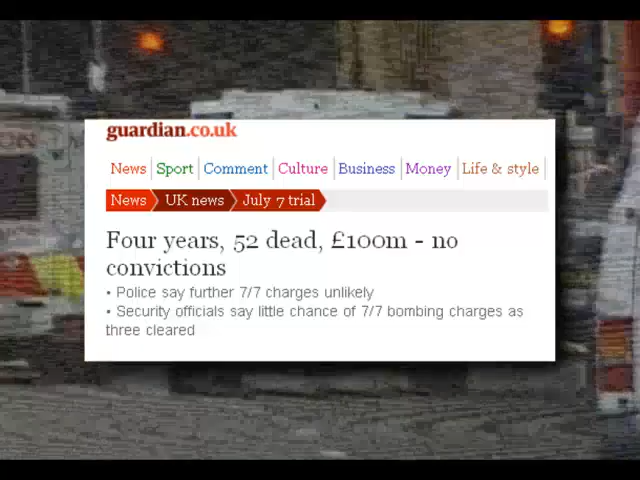 guardian.co.uk
News Sport Comment Culture Business Money Life & style
News UK news July 7 trial
Four years, 52 dead, £100m - no
convictions
• Police say further 7/7 charges unlikely
• Security officials say little chance of 7/7 bombing charges as
three cleared